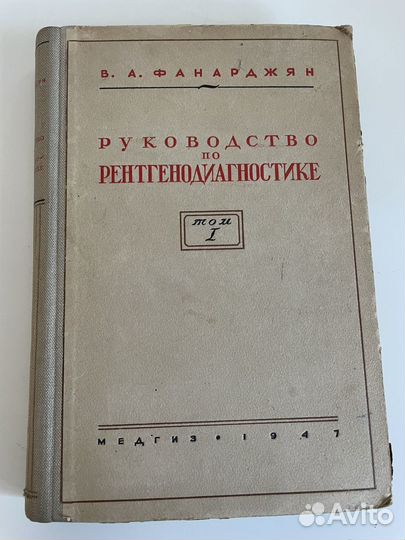 В. А. ФАНАРДЖЯН
РУКОВОДСТВО
ПО
РЕНТГЕНОДИАГНОСТИКЕ
том
I
МЕДГИЗ • 1947
Avito